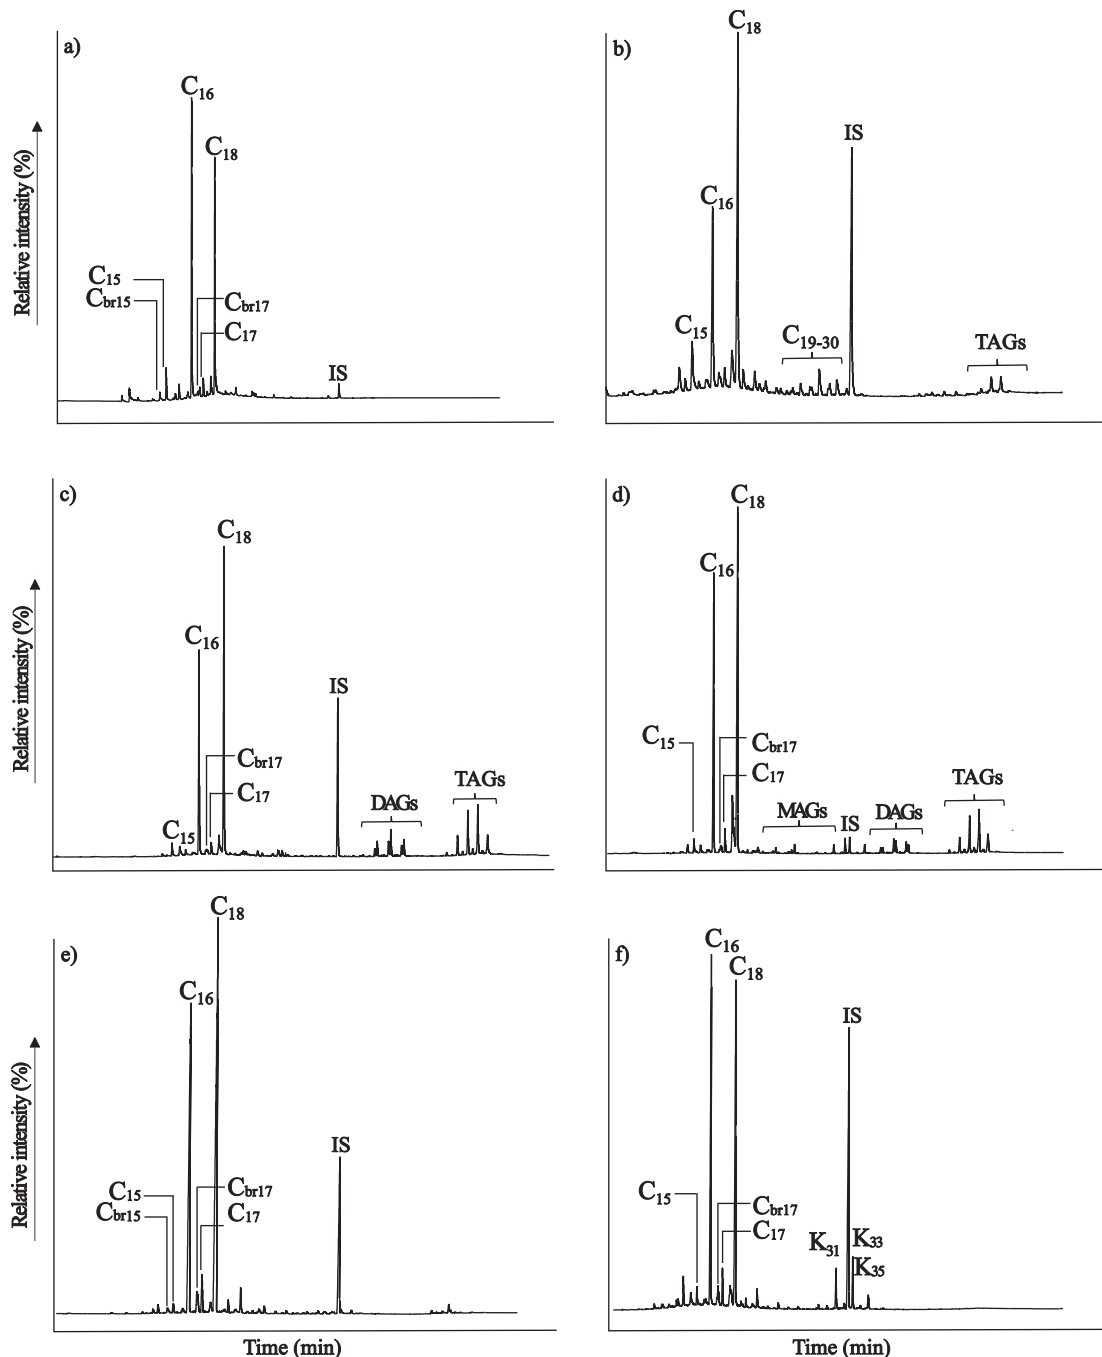 a)
C16
C18
C15
Cbr15
Cbr17
C17
IS
Relative intensity (%)
b)
C18
IS
C16
C15
C19-30
TAGs
c)
C18
C16
IS
Cbr17
C17
C15
DAGs
TAGs
Relative intensity (%)
d)
C18
C16
C15
Cbr17
C17
MAGs
IS
DAGs
TAGs
e)
C18
C16
IS
C15
Cbr15
Cbr17
C17
Relative intensity (%)
Time (min)
f)
C16
C18
IS
C15
Cbr17
C17
K31
K33
K35
Time (min)